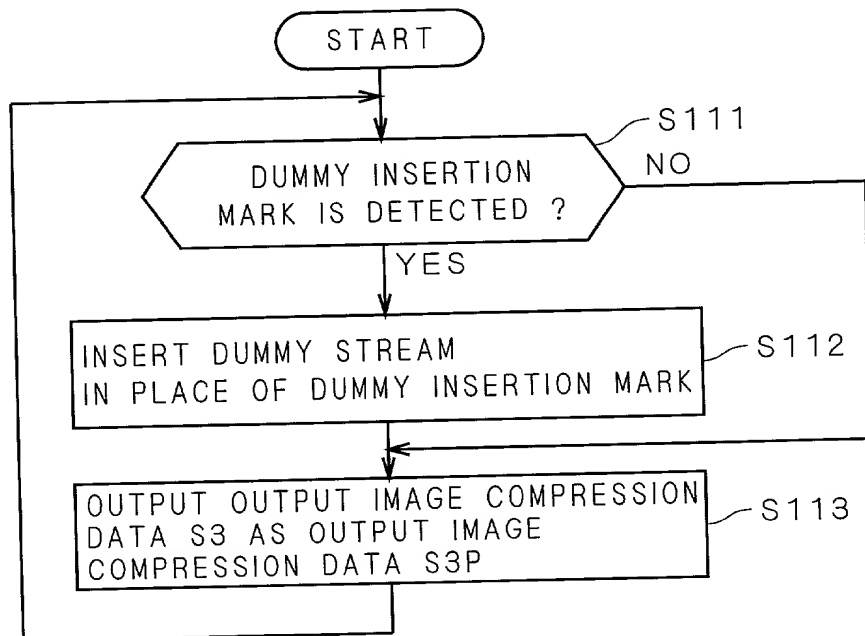 START
S111
DUMMY INSERTION
MARK IS DETECTED ?
NO
YES
INSERT DUMMY STREAM
IN PLACE OF DUMMY INSERTION MARK
S112
OUTPUT OUTPUT IMAGE COMPRESSION
DATA S3 AS OUTPUT IMAGE
COMPRESSION DATA S3P
S113